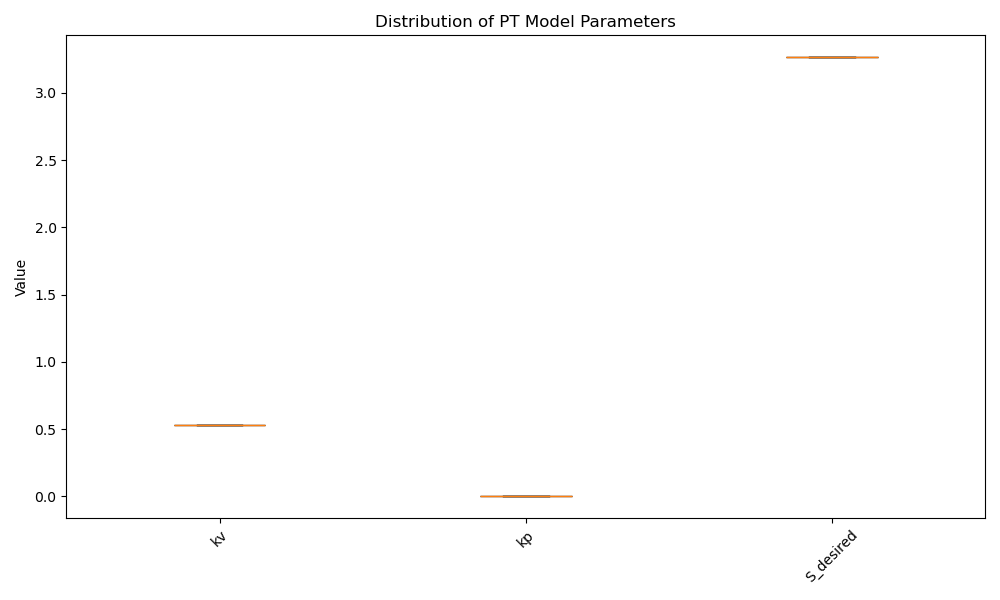 Distribution of PT Model Parameters
Value
3.0
2.5
2.0
1.5
1.0
0.5
0.0
kv
kp
S_desired